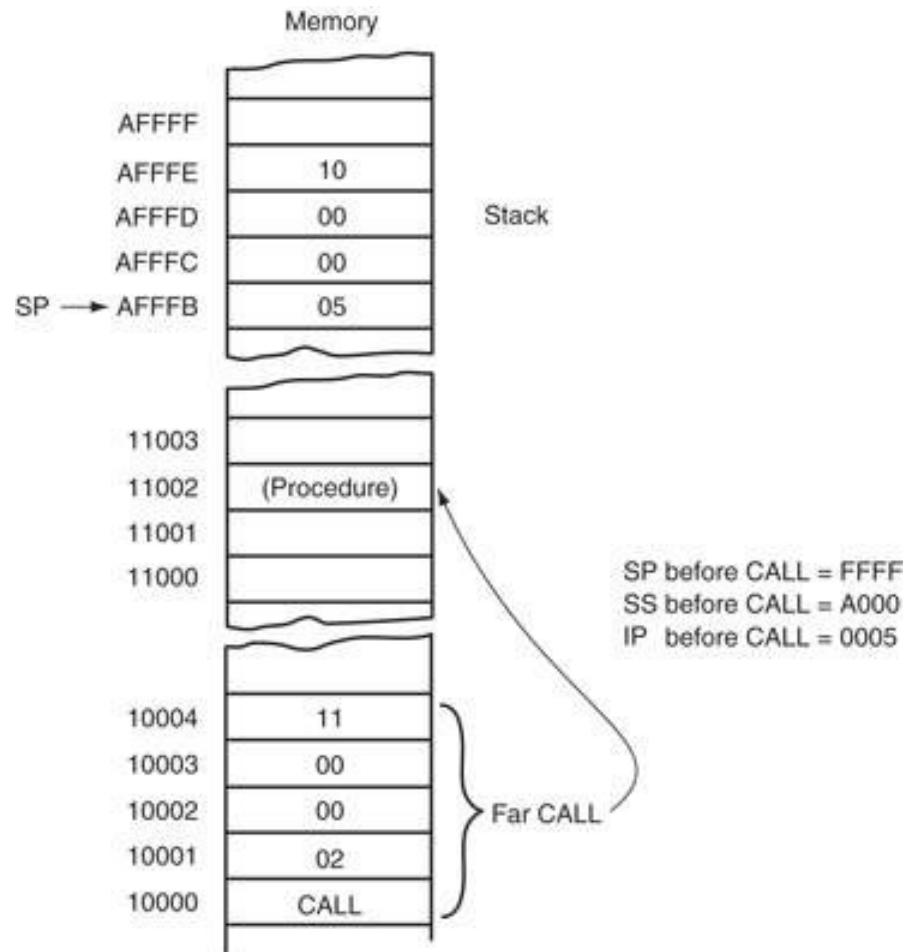 Memory
AFFFF
AFFFE 10
AFFFD 00
Stack
AFFFC 00
SP AFFFB 05
11003
11002 (Procedure)
11001
11000
SP before CALL = FFFF
SS before CALL = A000
IP before CALL = 0005
10004 11
10003 00
10002 00
Far CALL
10001 02
10000 CALL